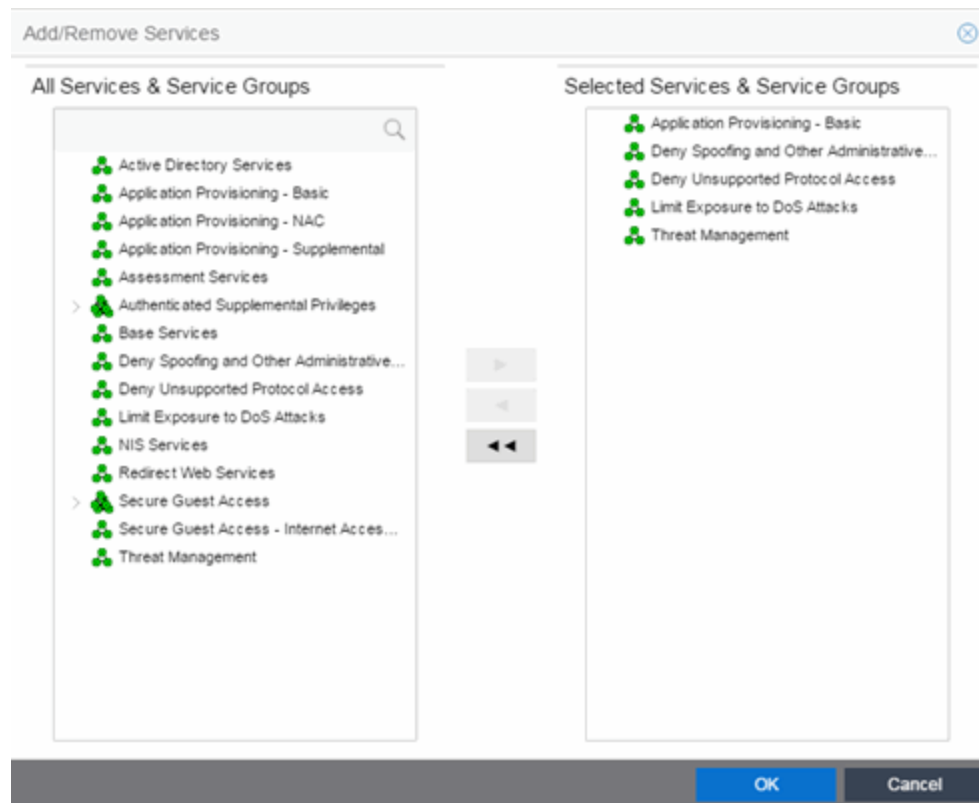 Add/Remove Services
All Services & Service Groups
Active Directory Services
Application Provisioning - Basic
Application Provisioning - NAC
Application Provisioning - Supplemental
Assessment Services
Authenticated Supplemental Privileges
Base Services
Deny Spoofing and Other Administrative...
Deny Unsupported Protocol Access
Limit Exposure to DoS Attacks
NIS Services
Redirect Web Services
Secure Guest Access
Secure Guest Access - Internet Acces...
Threat Management
Selected Services & Service Groups
Application Provisioning - Basic
Deny Spoofing and Other Administrative...
Deny Unsupported Protocol Access
Limit Exposure to DoS Attacks
Threat Management
OK
Cancel